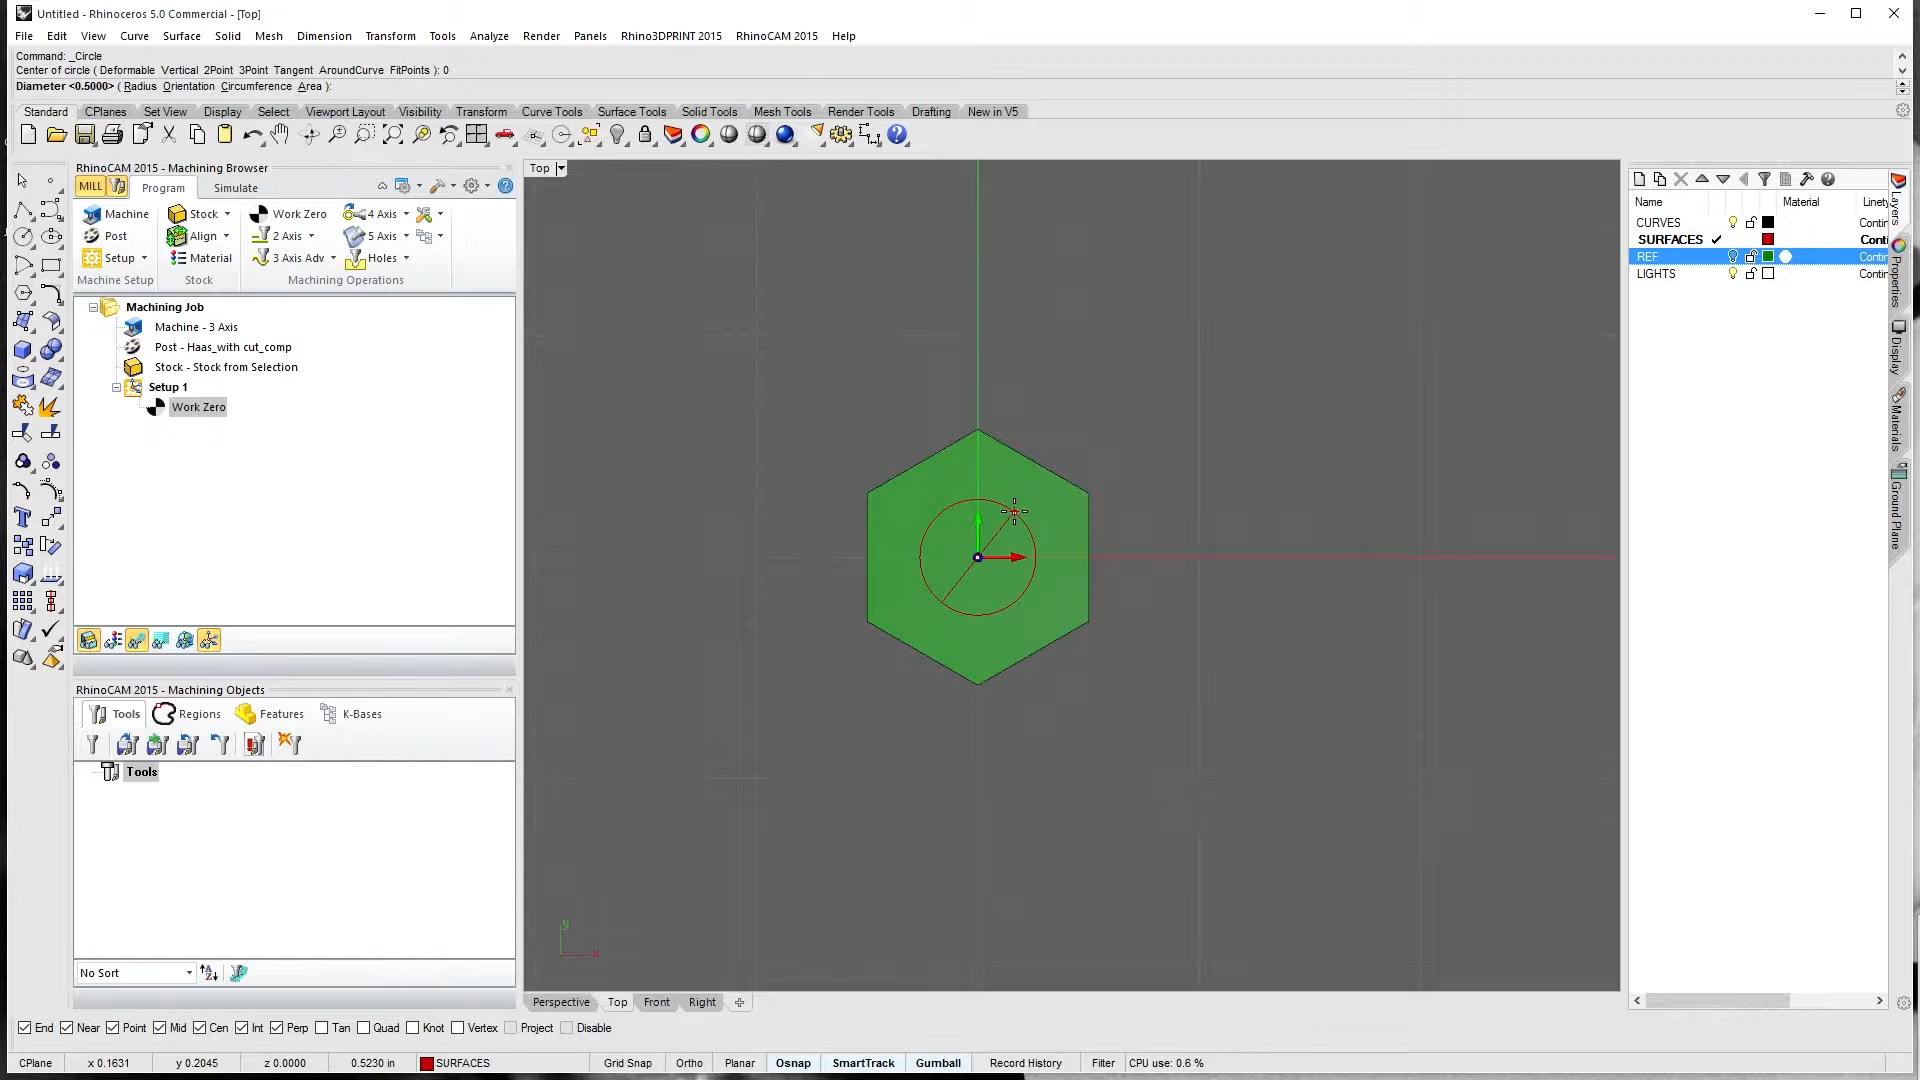 Untitled - Rhinoceros 5.0 Commercial - [Top]
File Edit View Curve Surface Solid Mesh Dimension Transform Tools Analyze Render Panels Rhino3DPRINT 2015 RhinoCAM 2015 Help
Command: _Circle
Center of circle ( Deformable Vertical 2Point 3Point Tangent AroundCurve FitPoints ): 0
Diameter <0.5000> ( Radius Orientation Circumference Area ):
Standard CPlanes Set View Display Select Viewport Layout Visibility Transform Curve Tools Surface Tools Solid Tools Mesh Tools Render Tools Drafting New in V5
RhinoCAM 2015 - Machining Browser
MILL Program Simulate
Machine Stock Work Zero 4 Axis
Post Align 2 Axis 5 Axis
Setup Material 3 Axis Adv Holes
Machine Setup Stock Machining Operations
Machining Job
Machine - 3 Axis
Post - Haas_with cut_comp
Stock - Stock from Selection
Setup 1
Work Zero
RhinoCAM 2015 - Machining Objects
Tools Regions Features K-Bases
Tools
No Sort
Top
y
x
Perspective Top Front Right
Name Material Linety
CURVES Contin
SURFACES Conti
REF Contin
LIGHTS Contin
Layers
Properties
Display
Materials
Ground Plane
End Near Point Mid Cen Int Perp Tan Quad Knot Vertex Project Disable
CPlane x 0.1631 y 0.2045 z 0.0000 0.5230 in SURFACES Grid Snap Ortho Planar Osnap SmartTrack Gumball Record History Filter CPU use: 0.6 %